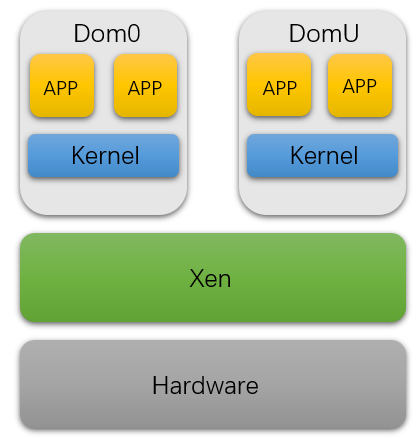 Dom0
APP APP
Kernel
DomU
APP APP
Kernel
Xen
Hardware